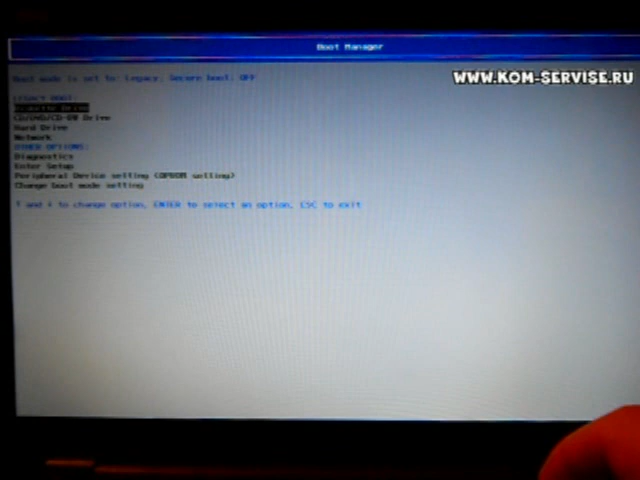 Boot Manager
Boot mode is set to: Legacy; Secure boot: OFF
WWW.KOM-SERVISE.RU
LEGACY BOOT:
Diskette Drive
CD/DVD/CD-RW Drive
Hard Drive
Network
OTHER OPTIONS:
Diagnostics
Enter Setup
Peripheral Device setting (OPROM setting)
Change boot mode setting
↑ and ↓ to change option, ENTER to select an option, ESC to exit